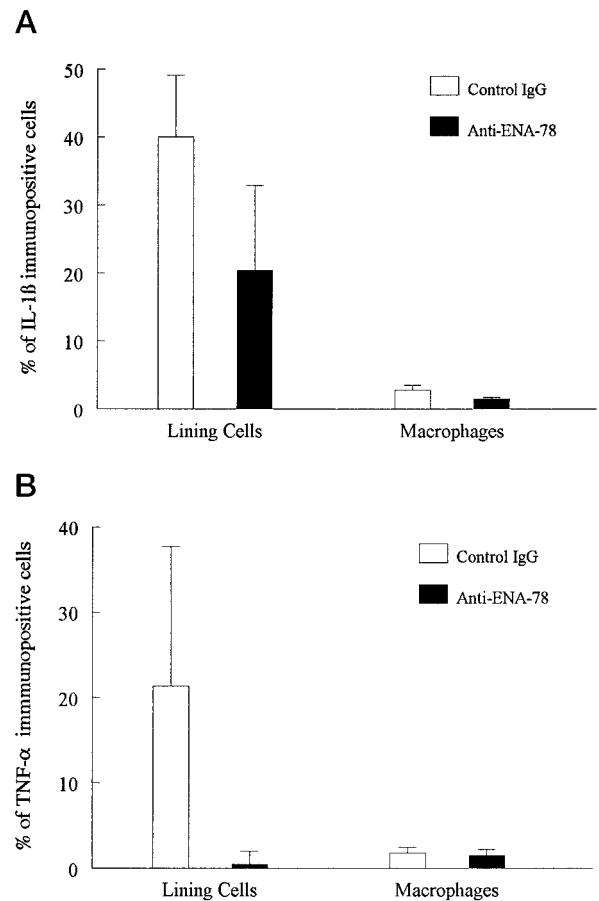 A
50
40
30
20
10
0
% of IL-1ß immunopositive cells
Control IgG
Anti-ENA-78
Lining Cells
Macrophages
B
40
30
20
10
0
% of TNF-α immmunopositive cells
Control IgG
Anti-ENA-78
Lining Cells
Macrophages